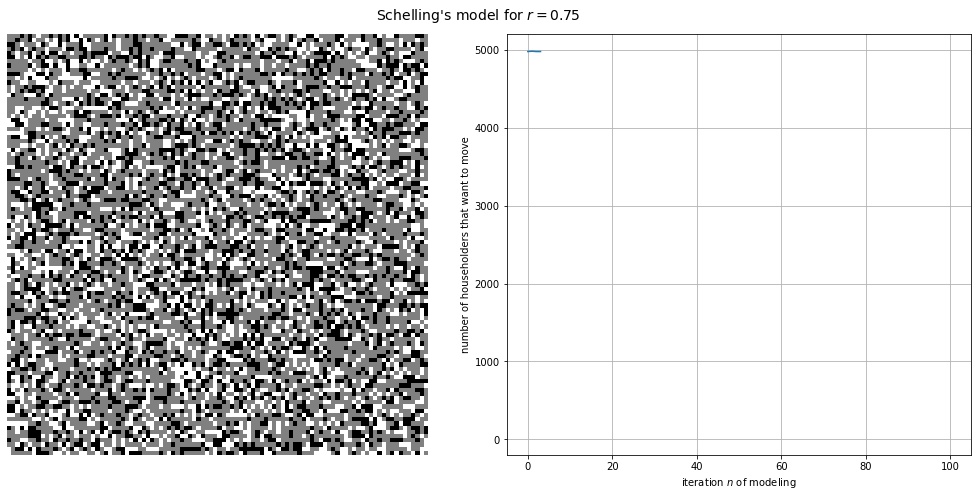 Schelling's model for r = 0.75
5000
4000
3000
2000
1000
0
number of householders that want to move
0 20 40 60 80 100
iteration n of modeling